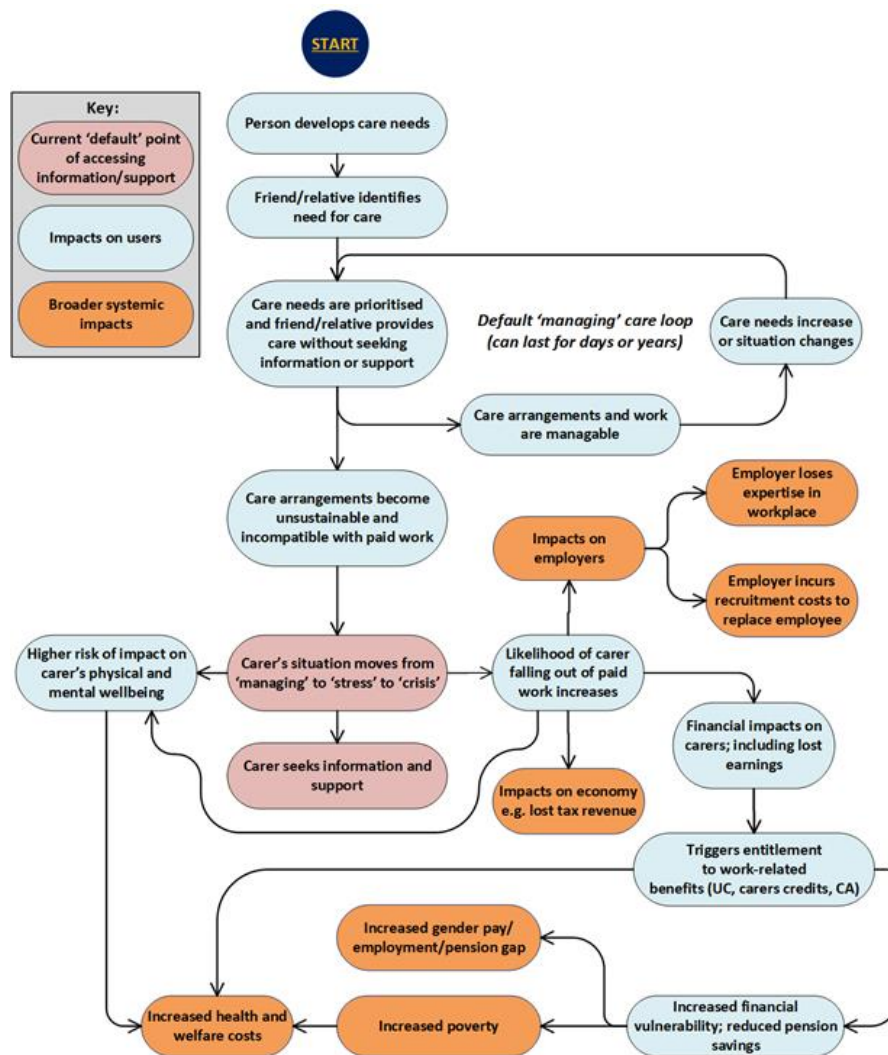 START
Key:
Current ‘default’ point
of accessing
information/support
Impacts on users
Broader systemic
impacts
Person develops care needs
Friend/relative identifies
need for care
Care needs are prioritised
and friend/relative provides
care without seeking
information or support
Default ‘managing’ care loop
(can last for days or years)
Care needs increase
or situation changes
Care arrangements and work
are managable
Care arrangements become
unsustainable and
incompatible with paid work
Employer loses
expertise in
workplace
Impacts on
employers
Employer incurs
recruitment costs to
replace employee
Higher risk of impact on
carer’s physical and
mental wellbeing
Carer’s situation moves from
‘managing’ to ‘stress’ to ‘crisis’
Likelihood of carer
falling out of paid
work increases
Financial impacts on
carers; including lost
earnings
Carer seeks information and
support
Impacts on economy
e.g. lost tax revenue
Triggers entitlement
to work-related
benefits (UC, carers credits, CA)
Increased gender pay/
employment/pension gap
Increased health and
welfare costs
Increased poverty
Increased financial
vulnerability; reduced pension
savings